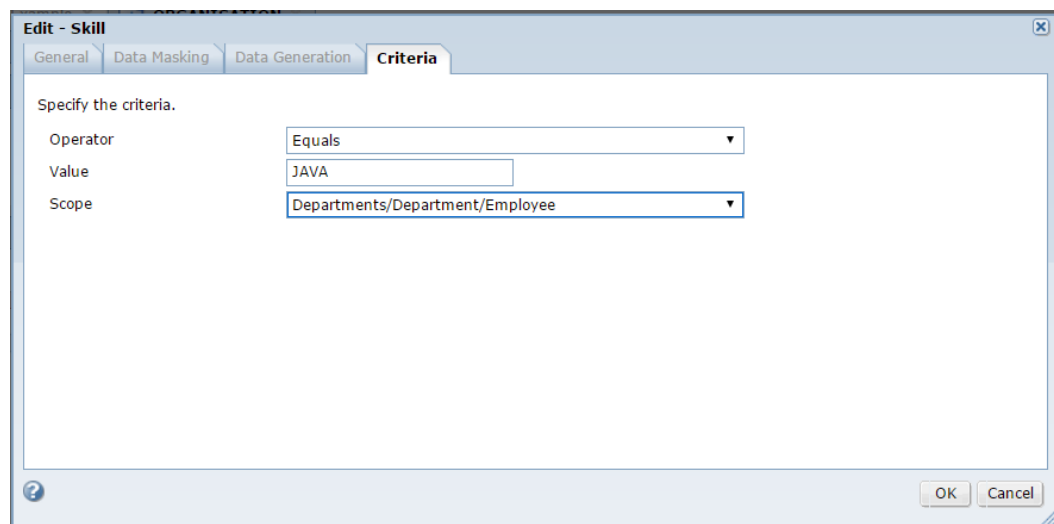 ORGANISATION
Edit - Skill
General Data Masking Data Generation Criteria
Specify the criteria.
Operator Equals
Value JAVA
Scope Departments/Department/Employee
OK Cancel